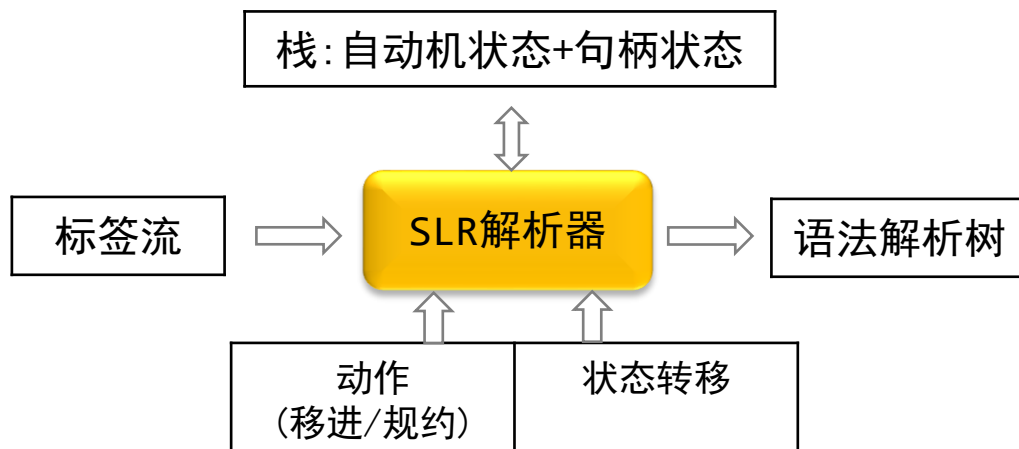 栈:自动机状态+句柄状态
标签流
SLR解析器
语法解析树
动作
(移进/规约)
状态转移